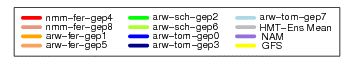 nmm-fer-gep4
nmm-fer-gep8
arw-fer-gep1
arw-fer-gep5
arw-sch-gep2
arw-sch-gep6
arw-tom-gep0
arw-tom-gep3
arw-tom-gep7
HMT-Ens Mean
NAM
GFS